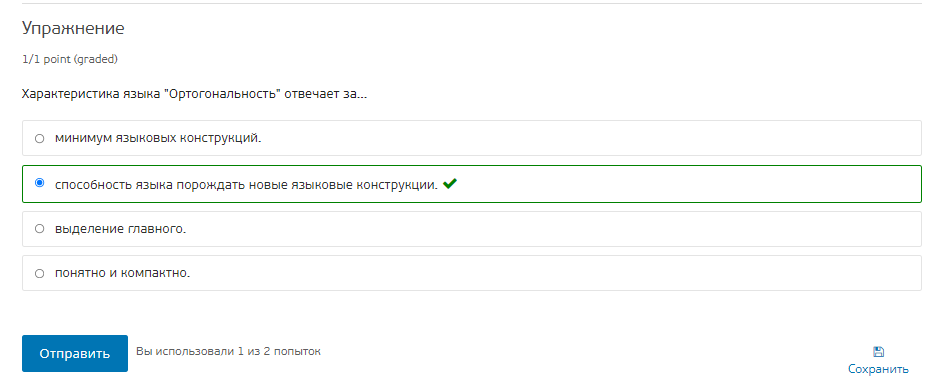 Упражнение
1/1 point (graded)
Характеристика языка "Ортогональность" отвечает за...
минимум языковых конструкций.
способность языка порождать новые языковые конструкции.
выделение главного.
понятно и компактно.
Отправить
Вы использовали 1 из 2 попыток
Сохранить